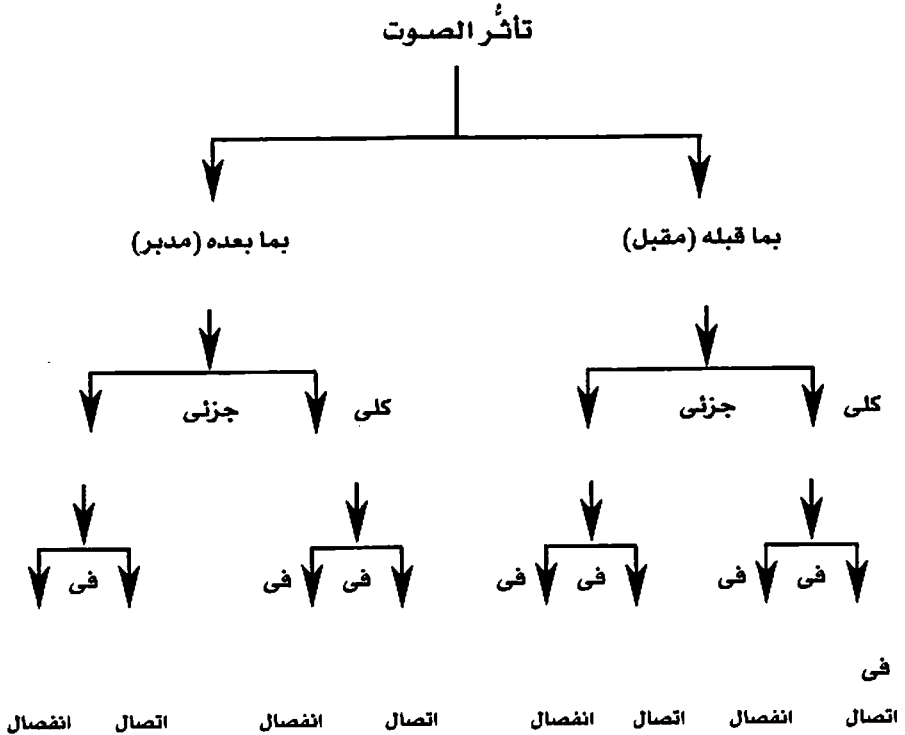 تأثُّر الصوت
بما قبله (مقبل) بما بعده (مدبر)
كلى جزئى كلى جزئى
فى فى فى فى فى فى فى
فى
اتصال انفصال اتصال انفصال اتصال انفصال اتصال انفصال